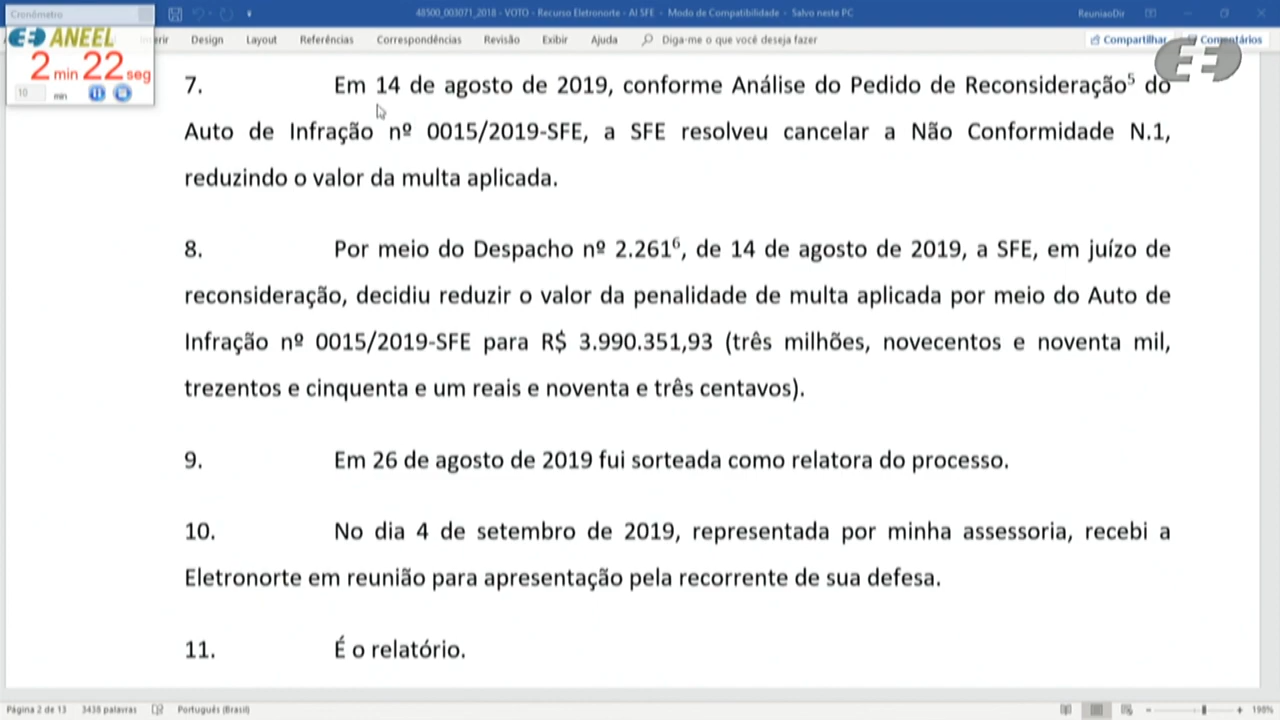 Cronômetro
48500_003071_2018 - VOTO - Recurso Eletronorte - AI SFE - Modo de Compatibilidade - Salvo neste PC
ReuniaoDir
Design Layout Referências Correspondências Revisão Exibir Ajuda Diga-me o que você deseja fazer
Compartilhar Comentários
ANEEL
2 min 22 seg
10 min
7. Em 14 de agosto de 2019, conforme Análise do Pedido de Reconsideração⁵ do
Auto de Infração nº 0015/2019-SFE, a SFE resolveu cancelar a Não Conformidade N.1,
reduzindo o valor da multa aplicada.
8. Por meio do Despacho nº 2.261⁶, de 14 de agosto de 2019, a SFE, em juízo de
reconsideração, decidiu reduzir o valor da penalidade de multa aplicada por meio do Auto de
Infração nº 0015/2019-SFE para R$ 3.990.351,93 (três milhões, novecentos e noventa mil,
trezentos e cinquenta e um reais e noventa e três centavos).
9. Em 26 de agosto de 2019 fui sorteada como relatora do processo.
10. No dia 4 de setembro de 2019, representada por minha assessoria, recebi a
Eletronorte em reunião para apresentação pela recorrente de sua defesa.
11. É o relatório.
Página 2 de 13 3438 palavras Português (Brasil)
198%